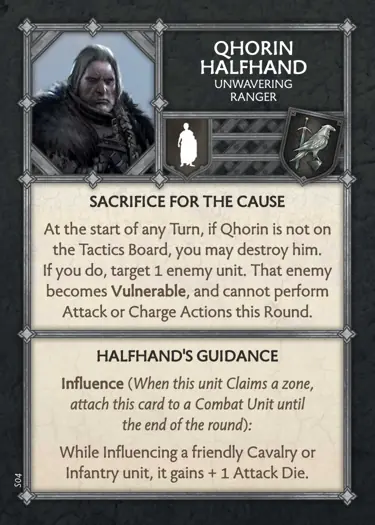 QHORIN
HALFHAND
UNWAVERING
RANGER
SACRIFICE FOR THE CAUSE
At the start of any Turn, if Qhorin is not on
the Tactics Board, you may destroy him.
If you do, target 1 enemy unit. That enemy
becomes Vulnerable, and cannot perform
Attack or Charge Actions this Round.
HALFHAND'S GUIDANCE
Influence (When this unit Claims a zone,
attach this card to a Combat Unit until
the end of the round):
While Influencing a friendly Cavalry or
Infantry unit, it gains + 1 Attack Die.
S04